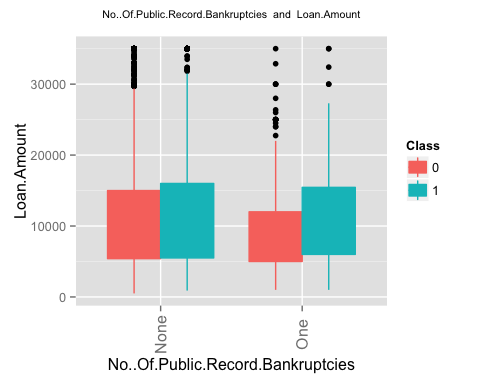 No..Of.Public.Record.Bankruptcies and Loan.Amount
30000
20000
10000
0
Loan.Amount
None
One
No..Of.Public.Record.Bankruptcies
Class
0
1